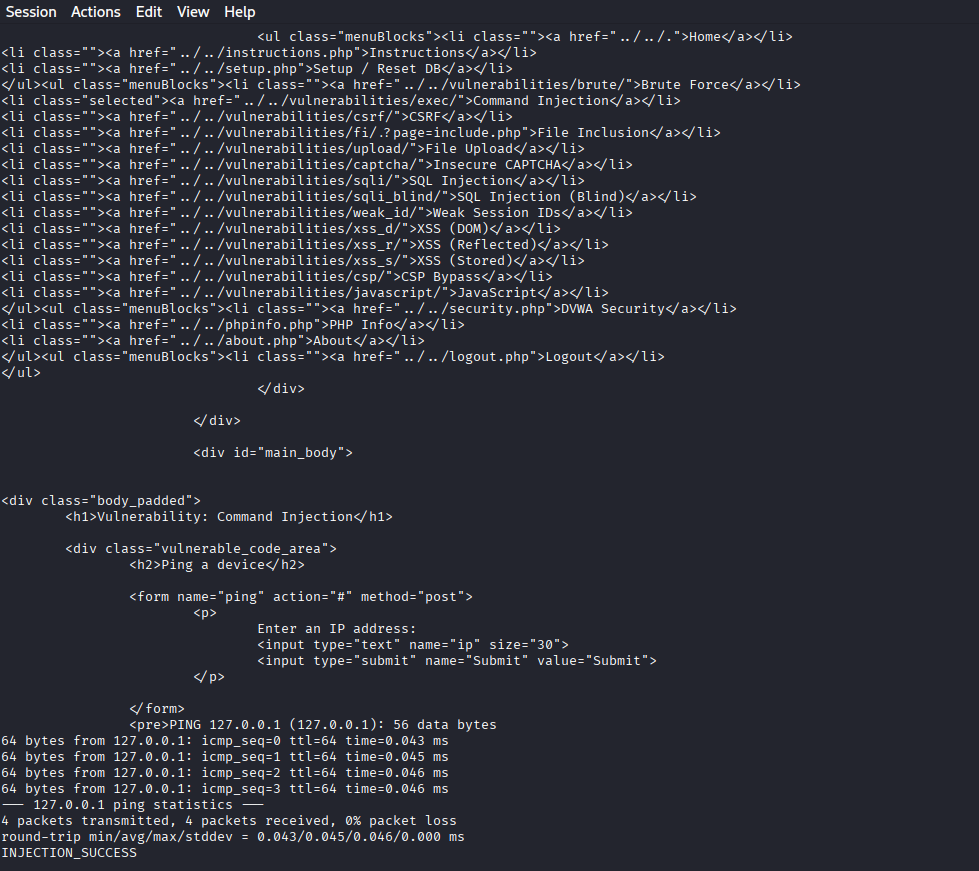 Session Actions Edit View Help
<ul class="menuBlocks"><li class=""><a href="../../.">Home</a></li>
<li class=""><a href="../../instructions.php">Instructions</a></li>
<li class=""><a href="../../setup.php">Setup / Reset DB</a></li>
</ul><ul class="menuBlocks"><li class=""><a href="../../vulnerabilities/brute/">Brute Force</a></li>
<li class="selected"><a href="../../vulnerabilities/exec/">Command Injection</a></li>
<li class=""><a href="../../vulnerabilities/csrf/">CSRF</a></li>
<li class=""><a href="../../vulnerabilities/fi/.?page=include.php">File Inclusion</a></li>
<li class=""><a href="../../vulnerabilities/upload/">File Upload</a></li>
<li class=""><a href="../../vulnerabilities/captcha/">Insecure CAPTCHA</a></li>
<li class=""><a href="../../vulnerabilities/sqli/">SQL Injection</a></li>
<li class=""><a href="../../vulnerabilities/sqli_blind/">SQL Injection (Blind)</a></li>
<li class=""><a href="../../vulnerabilities/weak_id/">Weak Session IDs</a></li>
<li class=""><a href="../../vulnerabilities/xss_d/">XSS (DOM)</a></li>
<li class=""><a href="../../vulnerabilities/xss_r/">XSS (Reflected)</a></li>
<li class=""><a href="../../vulnerabilities/xss_s/">XSS (Stored)</a></li>
<li class=""><a href="../../vulnerabilities/csp/">CSP Bypass</a></li>
<li class=""><a href="../../vulnerabilities/javascript/">JavaScript</a></li>
</ul><ul class="menuBlocks"><li class=""><a href="../../security.php">DVWA Security</a></li>
<li class=""><a href="../../phpinfo.php">PHP Info</a></li>
<li class=""><a href="../../about.php">About</a></li>
</ul><ul class="menuBlocks"><li class=""><a href="../../logout.php">Logout</a></li>
</ul>
</div>
</div>
<div id="main_body">
<div class="body_padded">
<h1>Vulnerability: Command Injection</h1>
<div class="vulnerable_code_area">
<h2>Ping a device</h2>
<form name="ping" action="#" method="post">
<p>
Enter an IP address:
<input type="text" name="ip" size="30">
<input type="submit" name="Submit" value="Submit">
</p>
</form>
<pre>PING 127.0.0.1 (127.0.0.1): 56 data bytes
64 bytes from 127.0.0.1: icmp_seq=0 ttl=64 time=0.043 ms
64 bytes from 127.0.0.1: icmp_seq=1 ttl=64 time=0.045 ms
64 bytes from 127.0.0.1: icmp_seq=2 ttl=64 time=0.046 ms
64 bytes from 127.0.0.1: icmp_seq=3 ttl=64 time=0.046 ms
--- 127.0.0.1 ping statistics ---
4 packets transmitted, 4 packets received, 0% packet loss
round-trip min/avg/max/stddev = 0.043/0.045/0.046/0.000 ms
INJECTION_SUCCESS